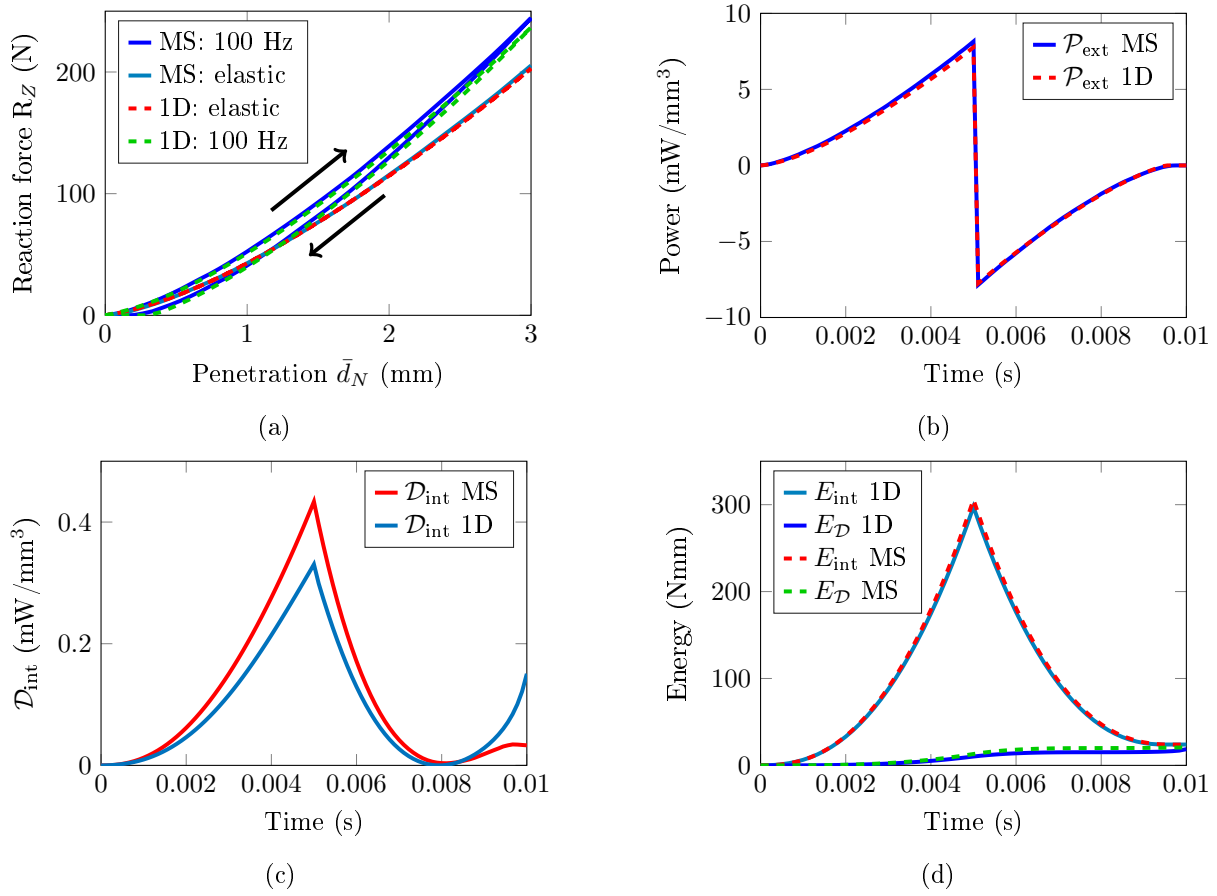 Reaction force R_Z (N)
200
100
0
MS: 100 Hz
MS: elastic
1D: elastic
1D: 100 Hz
0 1 2 3
Penetration d̄_N (mm)
(a)
Power (mW/mm³)
10
5
0
−5
−10
𝒫_ext MS
𝒫_ext 1D
0 0.002 0.004 0.006 0.008 0.01
Time (s)
(b)
𝒟_int (mW/mm³)
0.4
0.2
0
𝒟_int MS
𝒟_int 1D
0 0.002 0.004 0.006 0.008 0.01
Time (s)
(c)
Energy (Nmm)
300
200
100
0
E_int 1D
E_𝒟 1D
E_int MS
E_𝒟 MS
0 0.002 0.004 0.006 0.008 0.01
Time (s)
(d)